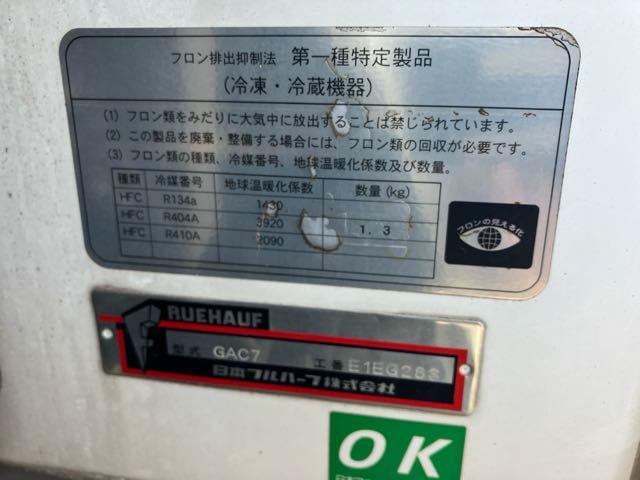 フロン排出抑制法 第一種特定製品
(冷凍・冷蔵機器)
(1) フロン類をみだりに大気中に放出することは禁じられています。
(2) この製品を廃棄・整備する場合には、フロン類の回収が必要です。
(3) フロン類の種類、冷媒番号、地球温暖化係数及び数量。
種類 冷媒番号 地球温暖化係数 数量 (kg)
HFC R134a 1430
HFC R404A 3920 1.3
HFC R410A 2090
フロンの見える化
FRUEHAUF
型式 GAC7 工番 E1EG283
日本フルハーフ株式会社
OK